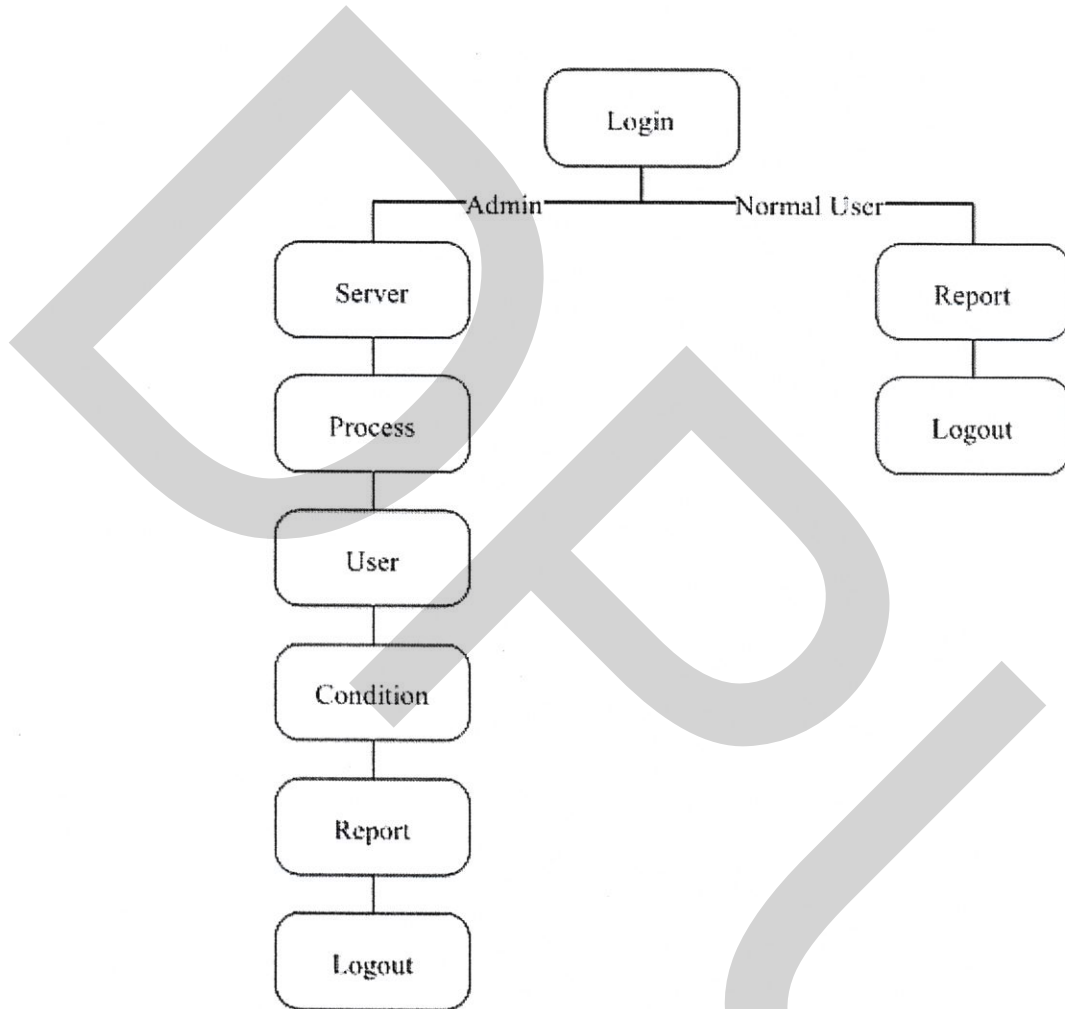 Login
Admin
Normal User
Server
Report
Process
Logout
User
Condition
Report
Logout